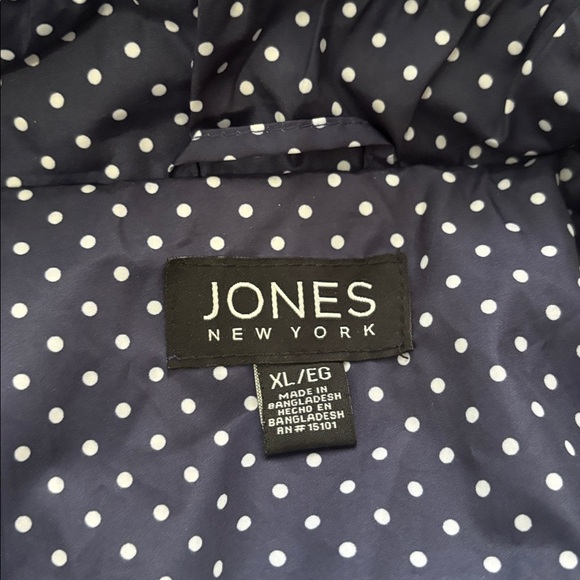 JONES
NEW YORK
XL/EG
MADE IN
BANGLADESH
HECHO EN
BANGLADESH
RN# 15101